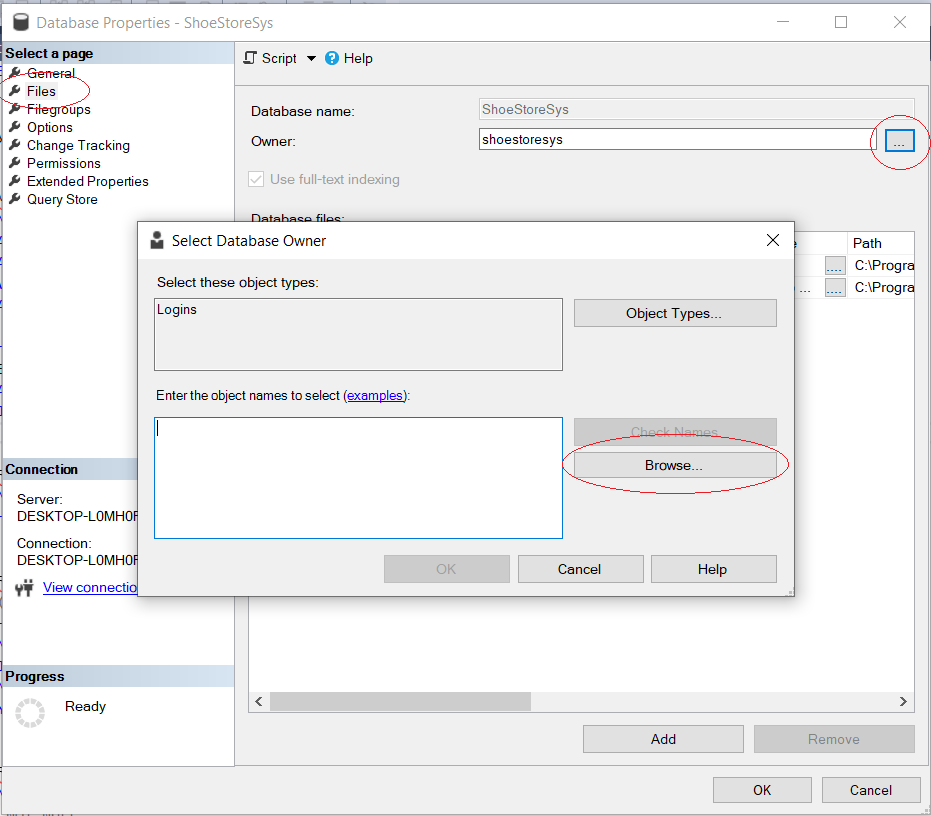 Database Properties - ShoeStoreSys
Select a page
General
Files
Filegroups
Options
Change Tracking
Permissions
Extended Properties
Query Store
Script
Help
Database name:
ShoeStoreSys
Owner:
shoestoresys
...
Use full-text indexing
Database files:
Path
.... C:\Progra
... .... C:\Progra
Select Database Owner
Select these object types:
Logins
Object Types...
Enter the object names to select (examples):
Check Names
Browse...
OK
Cancel
Help
Connection
Server:
DESKTOP-L0MH0F
Connection:
DESKTOP-L0MH0F
View connectio
Progress
Ready
Add
Remove
OK
Cancel